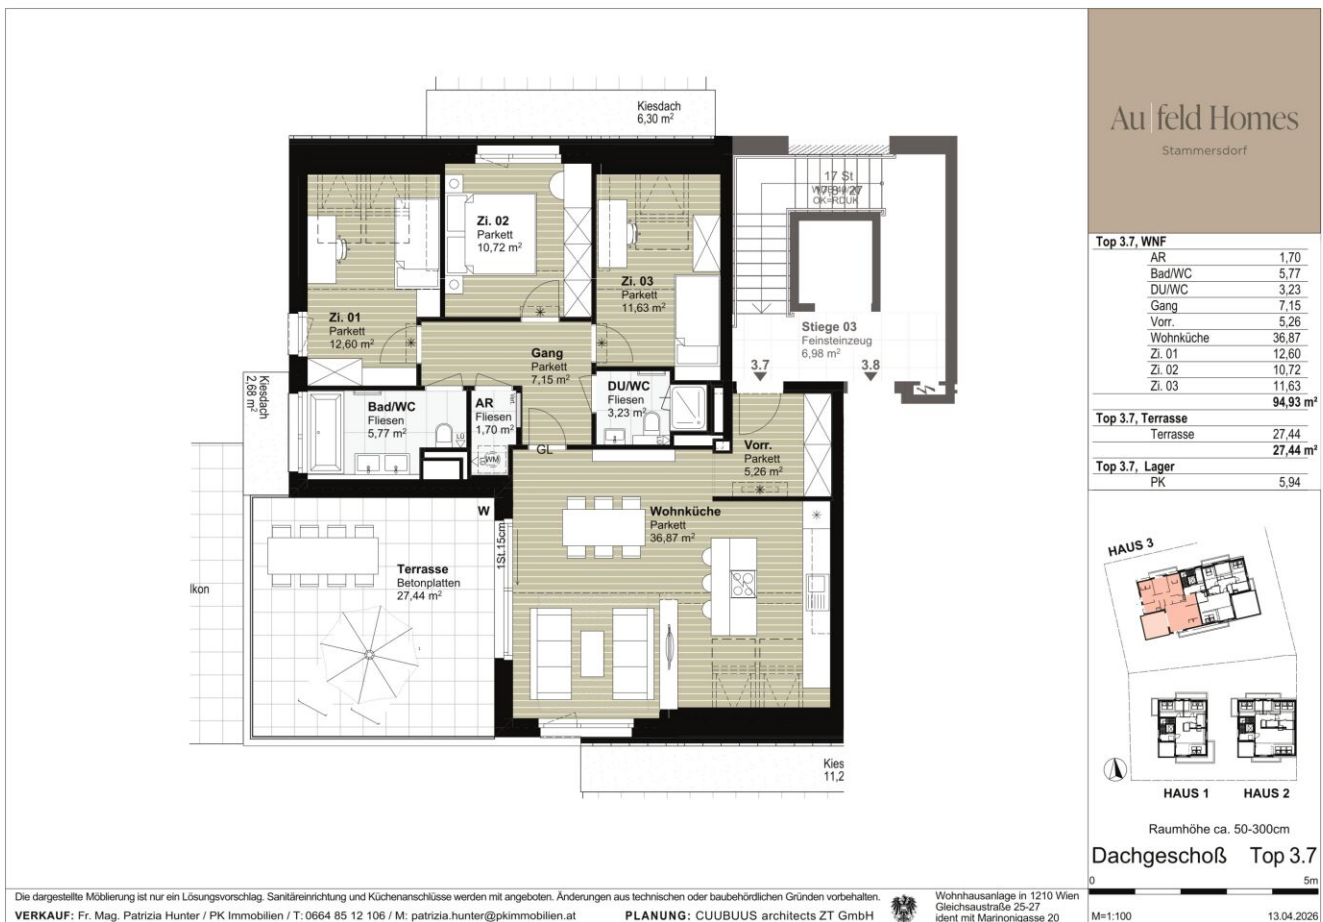 Kiesdach
6,30 m²
17 St
Zi. 02
Parkett
10,72 m²
Zi. 03
Parkett
11,63 m²
Zi. 01
Parkett
12,60 m²
Stiege 03
Feinsteinzeug
6,98 m²
3.7
3.8
Gang
Parkett
7,15 m²
DU/WC
Fliesen
3,23 m²
Kiesdach
2,68 m²
Bad/WC
Fliesen
5,77 m²
AR
Fliesen
1,70 m²
WM
GL
Vorr.
Parkett
5,26 m²
W
1St.15cm
Wohnküche
Parkett
36,87 m²
Terrasse
Betonplatten
27,44 m²
lkon
Kies
11,2
Au|feld Homes
Stammersdorf
Top 3.7, WNF
AR 1,70
Bad/WC 5,77
DU/WC 3,23
Gang 7,15
Vorr. 5,26
Wohnküche 36,87
Zi. 01 12,60
Zi. 02 10,72
Zi. 03 11,63
94,93 m²
Top 3.7, Terrasse
Terrasse 27,44
27,44 m²
Top 3.7, Lager
PK 5,94
HAUS 3
HAUS 1 HAUS 2
Raumhöhe ca. 50-300cm
Dachgeschoß Top 3.7
0 5m
M=1:100 13.04.2026
Die dargestellte Möblierung ist nur ein Lösungsvorschlag. Sanitäreinrichtung und Küchenanschlüsse werden mit angeboten. Änderungen aus technischen oder baubehördlichen Gründen vorbehalten.
VERKAUF: Fr. Mag. Patrizia Hunter / PK Immobilien / T: 0664 85 12 106 / M: patrizia.hunter@pkimmobilien.at
PLANUNG: CUUBUUS architects ZT GmbH
Wohnhausanlage in 1210 Wien
Gleichsaustraße 25-27
ident mit Marinonigasse 20